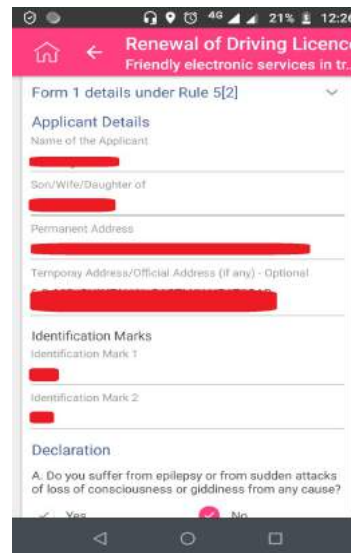 4G 21% 12:26
Renewal of Driving Licenc
Friendly electronic services in tr..
Form 1 details under Rule 5[2]
Applicant Details
Name of the Applicant
Son/Wife/Daughter of
Permanent Address
Temporay Address/Official Address (if any) - Optional
Identification Marks
Identification Mark 1
Identification Mark 2
Declaration
A. Do you suffer from epilepsy or from sudden attacks
of loss of consciousness or giddiness from any cause?
Yes No